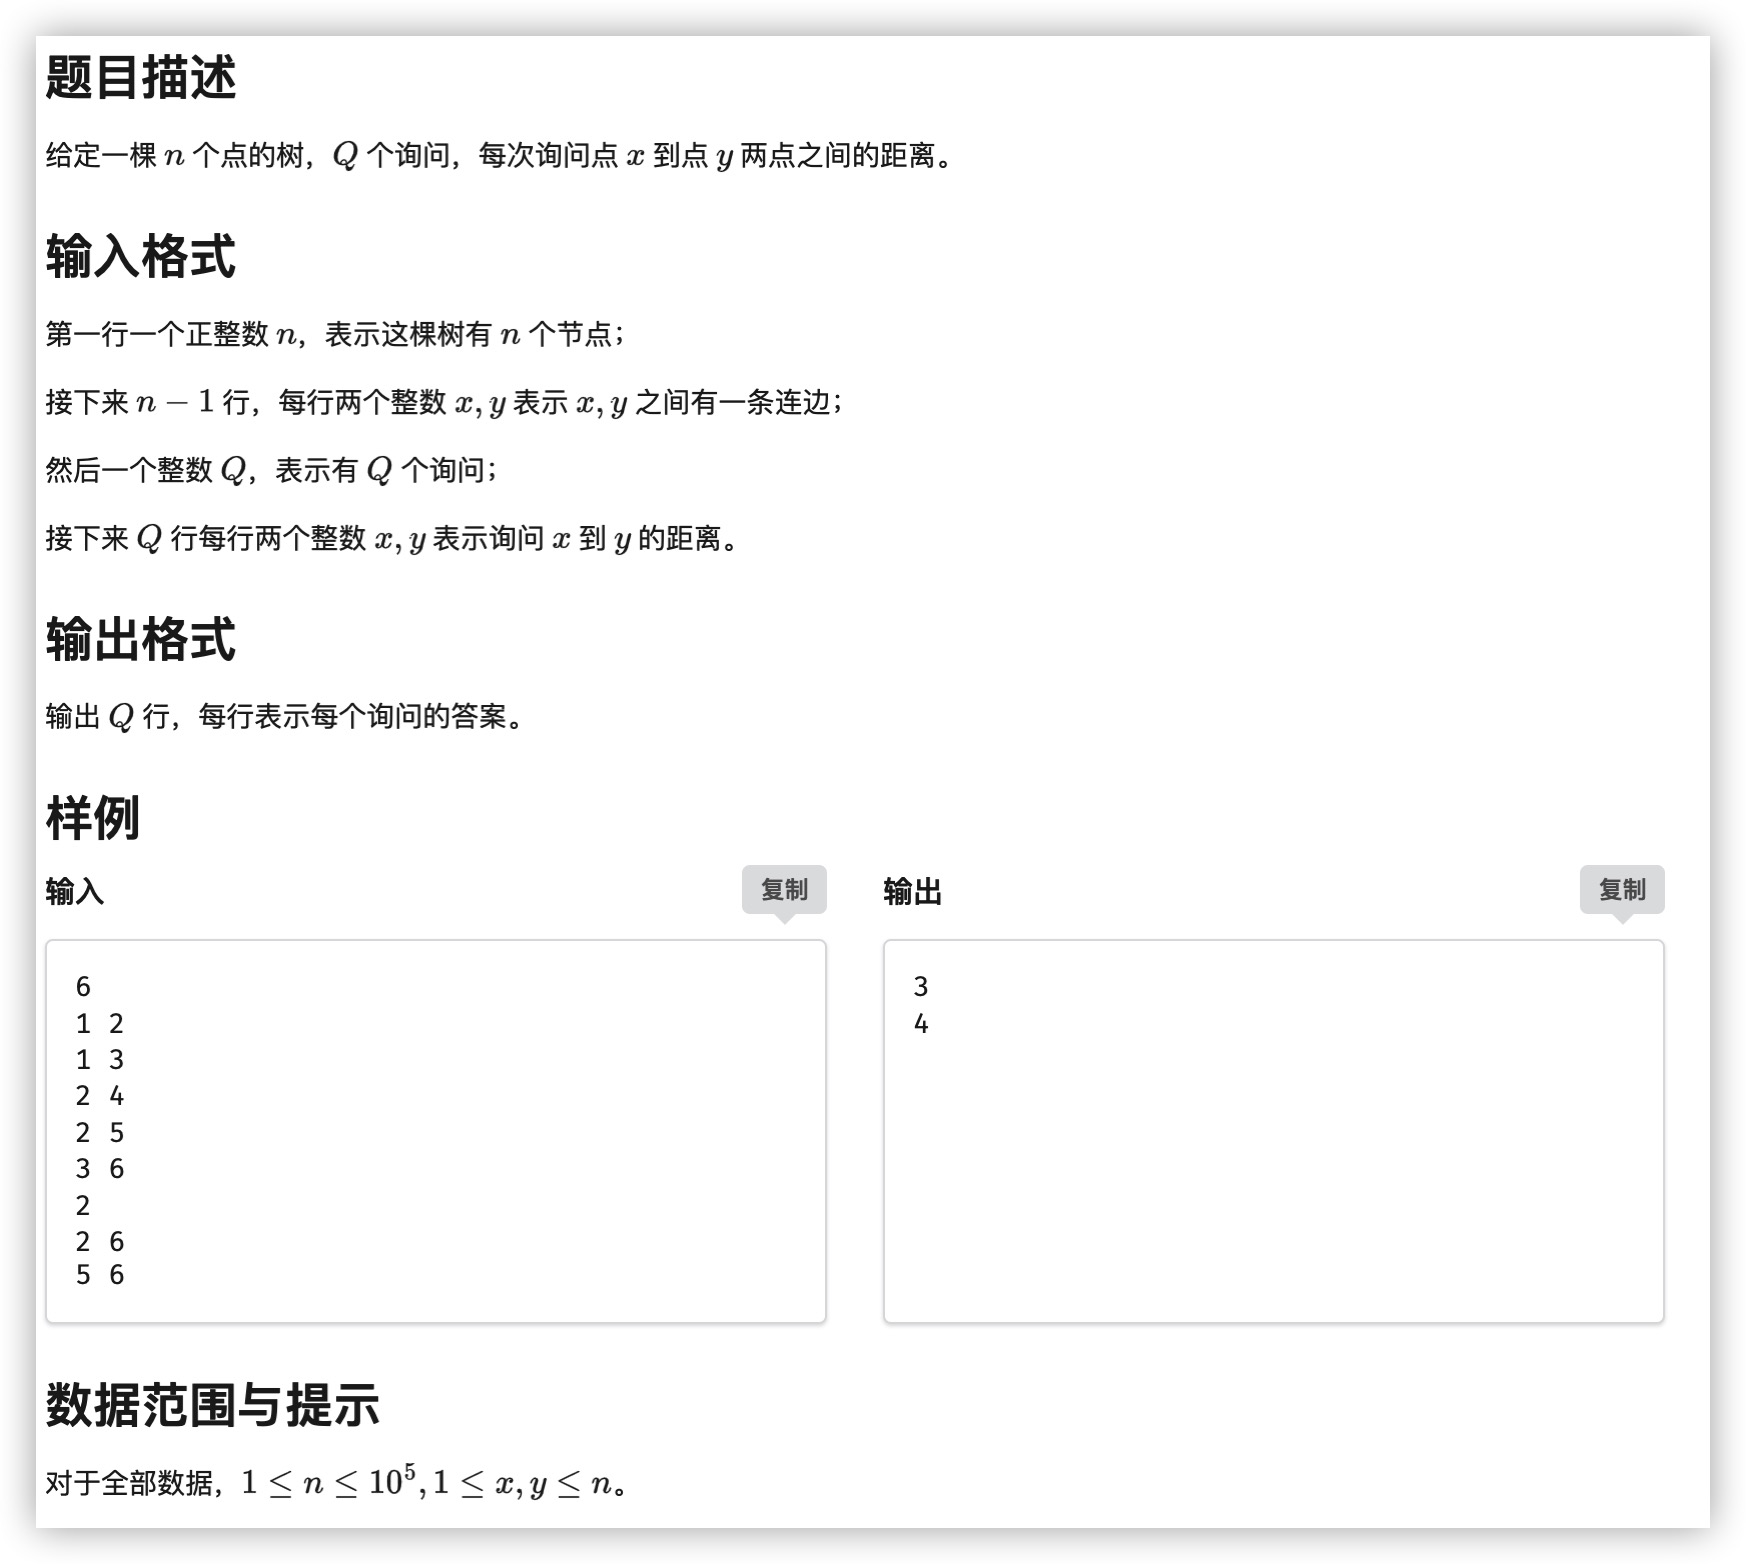 题目描述
给定一棵 n 个点的树，Q 个询问，每次询问点 x 到点 y 两点之间的距离。
输入格式
第一行一个正整数 n，表示这棵树有 n 个节点；
接下来 n − 1 行，每行两个整数 x, y 表示 x, y 之间有一条连边；
然后一个整数 Q，表示有 Q 个询问；
接下来 Q 行每行两个整数 x, y 表示询问 x 到 y 的距离。
输出格式
输出 Q 行，每行表示每个询问的答案。
样例
输入 复制
6
1 2
1 3
2 4
2 5
3 6
2
2 6
5 6
输出 复制
3
4
数据范围与提示
对于全部数据，1 ≤ n ≤ 10⁵, 1 ≤ x, y ≤ n。